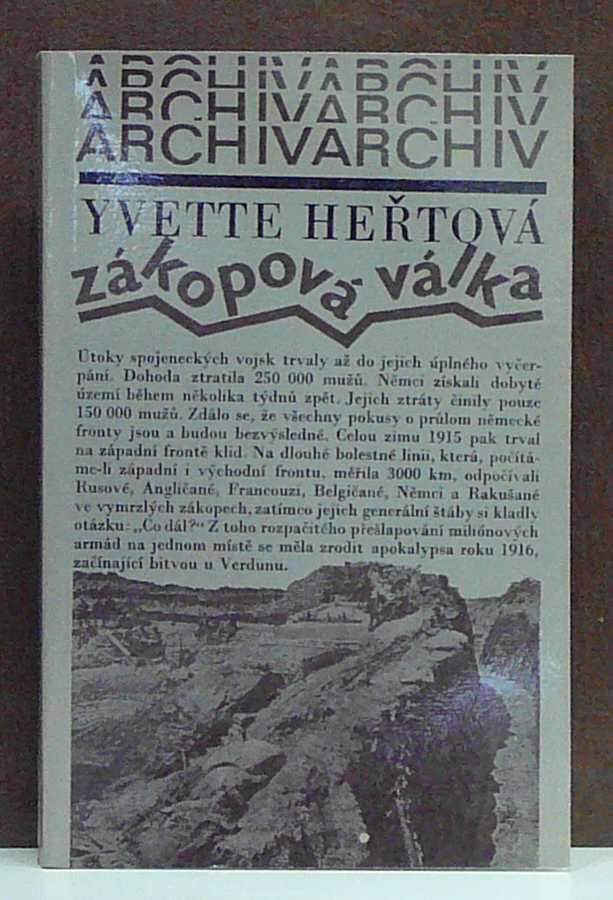 ARCHIVARCHIV
ARCHIVARCHIV
ARCHIVARCHIV
YVETTE HEŘTOVÁ
zákopová válka
Útoky spojeneckých vojsk trvaly až do jejich úplného vyčer-
pání. Dohoda ztratila 250 000 mužů. Němci získali dobyté
území během několika týdnů zpět. Jejich ztráty činily pouze
150 000 mužů. Zdálo se, že všechny pokusy o průlom německé
fronty jsou a budou bezvýsledné. Celou zimu 1915 pak trval
na západní frontě klid. Na dlouhé bolestné linii, která, počítá-
me-li západní i východní frontu, měřila 3000 km, odpočívali
Rusové, Angličané, Francouzi, Belgičané, Němci a Rakušané
ve vymrzlých zákopech, zatímco jejich generální štáby si kladly
otázku: „Co dál?“ Z toho rozpačitého přešlapování miliónových
armád na jednom místě se měla zrodit apokalypsa roku 1916,
začínající bitvou u Verdunu.